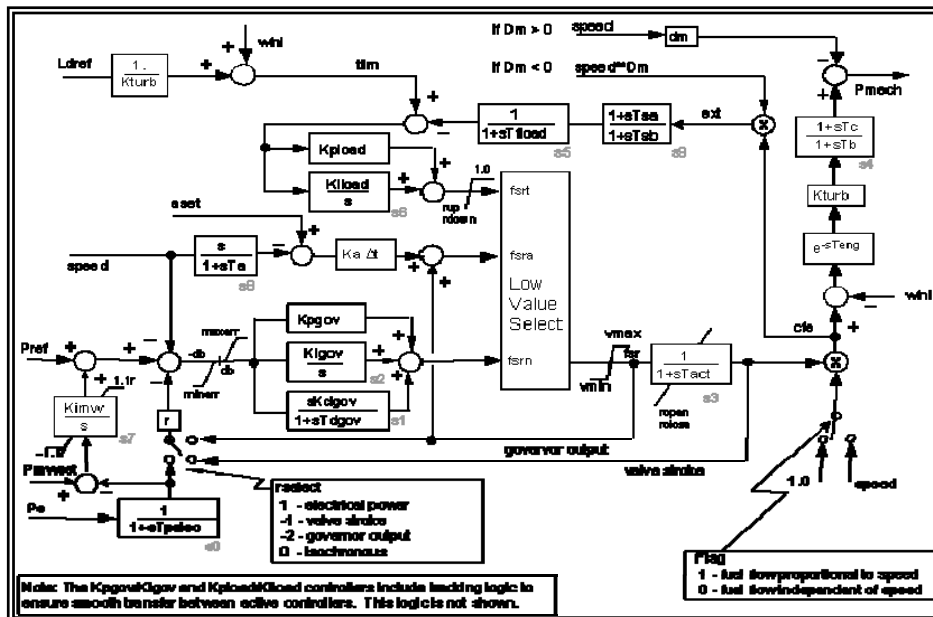 If Dm > 0
speed
dm
wfnl
Ldref
1.
Kturb
tlim
If Dm < 0
speed**Dm
Pmech
1
1+sTfload
s5
1+sTsa
1+sTsb
s9
ext
X
1+sTc
1+sTb
s4
Kpload
Kiload
s
s6
1.0
rup
rdown
fsrt
Kturb
aset
speed
s
1+sTa
s8
Ka Δt
fsra
Low
Value
Select
e-sTeng
wfnl
cfe
Kpgov
Kigov
s
s2
sKdgov
1+sTdgov
s1
fsrn
maxerr
-db
db
minerr
Pref
vmax
fsr
vmin
1
1+sTact
s3
ropen
rclose
X
1.1r
Kimw
s
s7
-1.1r
r
governor output
valve stroke
Pmwset
Pe
1
1+sTpelec
s0
rselect
1 - electrical power
-1 - valve stroke
-2 - governor output
0 - isochronous
1.0
speed
Flag
1 - fuel flow proportional to speed
0 - fuel flow independent of speed
Note: The Kpgov/Kigov and Kpload/Kiload controllers include tracking logic to
ensure smooth transfer between active controllers. This logic is not shown.